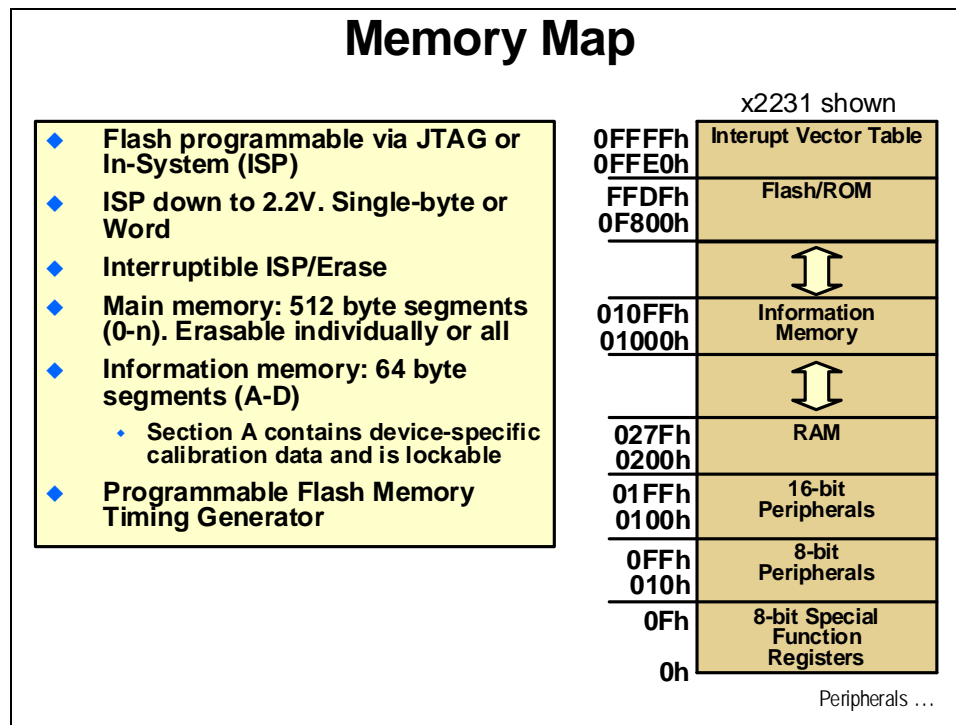 Memory Map
x2231 shown
Flash programmable via JTAG or
In-System (ISP)
ISP down to 2.2V. Single-byte or
Word
Interruptible ISP/Erase
Main memory: 512 byte segments
(0-n). Erasable individually or all
Information memory: 64 byte
segments (A-D)
Section A contains device-specific
calibration data and is lockable
Programmable Flash Memory
Timing Generator
0FFFFh
0FFE0h
Interupt Vector Table
FFDFh
0F800h
Flash/ROM
010FFh
01000h
Information
Memory
027Fh
0200h
RAM
01FFh
0100h
16-bit
Peripherals
0FFh
010h
8-bit
Peripherals
0Fh
0h
8-bit Special
Function
Registers
Peripherals …